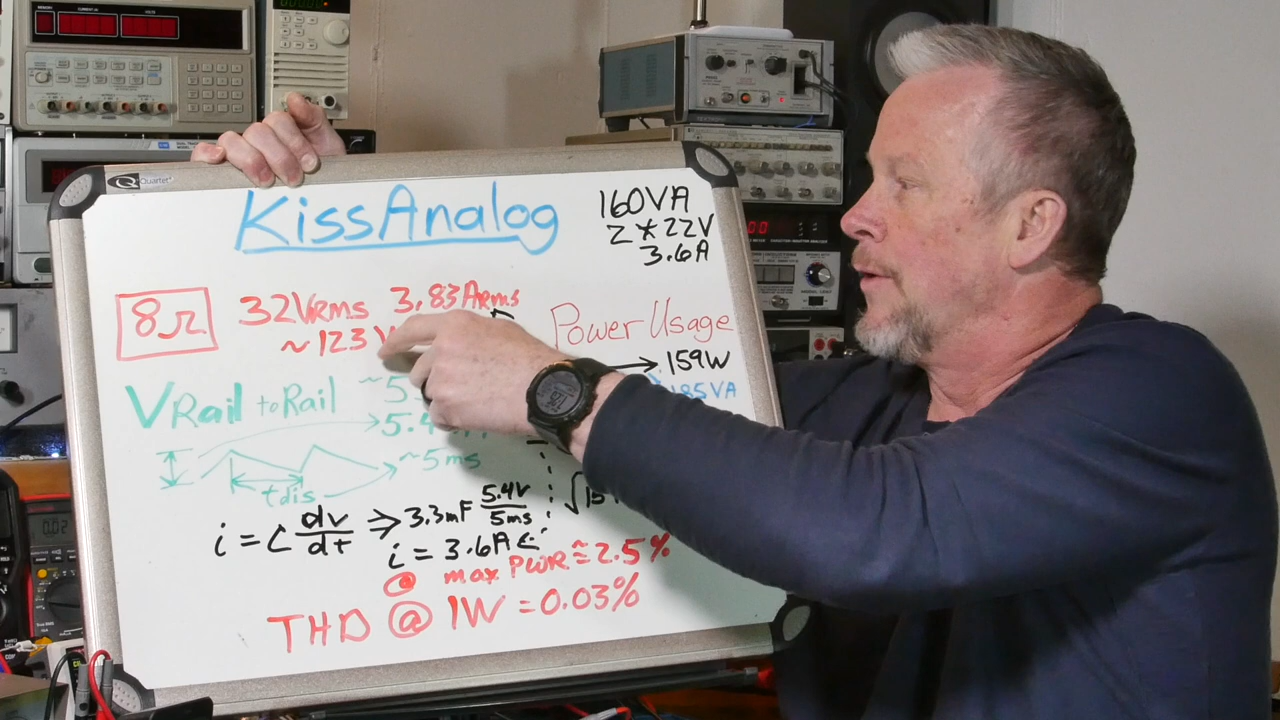 Quartet
KissAnalog
160VA
2*22V
3.6A
8Ω
32VRMS 3.83ARMS
~123
Power Usage
→159W
185VA
VRail to Rail ~5
→5.4
~5ms
tdis
i = C dv/dt ⇒ 3.3mF 5.4V/5ms
i = 3.6A ←
@ max PWR ≈ 2.5%
THD @ 1W = 0.03%